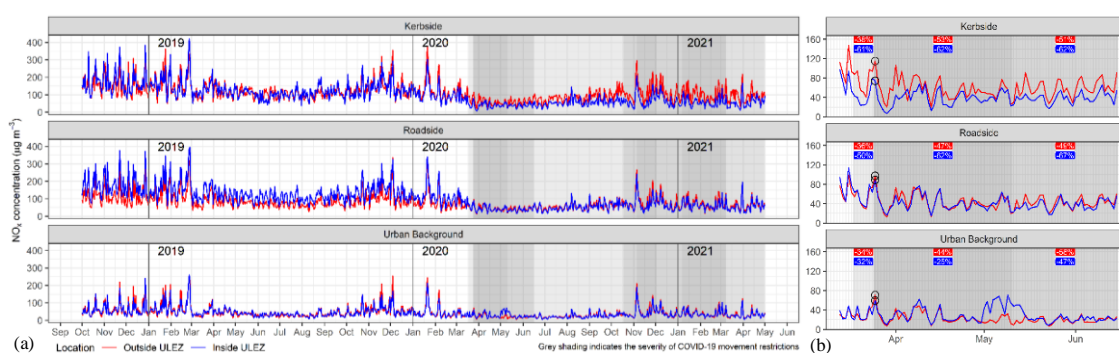 Kerbside
2019
2020
2021
400
300
200
100
0
Roadside
2019
2020
2021
400
300
200
100
0
Urban Background
2019
2020
2021
400
300
200
100
0
NOx concentration (µg m⁻³)
Sep Oct Nov Dec Jan Feb Mar Apr May Jun Jul Aug Sep Oct Nov Dec Jan Feb Mar Apr May Jun Jul Aug Sep Oct Nov Dec Jan Feb Mar Apr May Jun
(a)
Location Outside ULEZ Inside ULEZ
Grey shading indicates the severity of COVID-19 movement restrictions
Kerbside
-38% -53% -51%
-61% -62% -62%
160
120
80
40
0
Roadside
-36% -47% -49%
-50% -62% -67%
160
120
80
40
0
Urban Background
-54% -44% -58%
-32% -25% -47%
160
120
80
40
0
Apr May Jun
(b)